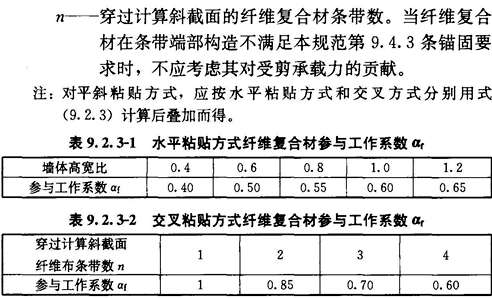 n——穿过计算斜截面的纤维复合材条带数。当纤维复合
材在条带端部构造不满足本规范第 9.4.3 条锚固要
求时，不应考虑其对受剪承载力的贡献。
注：对平斜粘贴方式，应按水平粘贴方式和交叉方式分别用式
(9.2.3) 计算后叠加而得。
表 9.2.3-1 水平粘贴方式纤维复合材参与工作系数 αf
墙体高宽比 0.4 0.6 0.8 1.0 1.2
参与工作系数 αf 0.40 0.50 0.55 0.60 0.65
表 9.2.3-2 交叉粘贴方式纤维复合材参与工作系数 αf
穿过计算斜截面
纤维布条带数 n 1 2 3 4
参与工作系数 αf 1 0.85 0.70 0.60